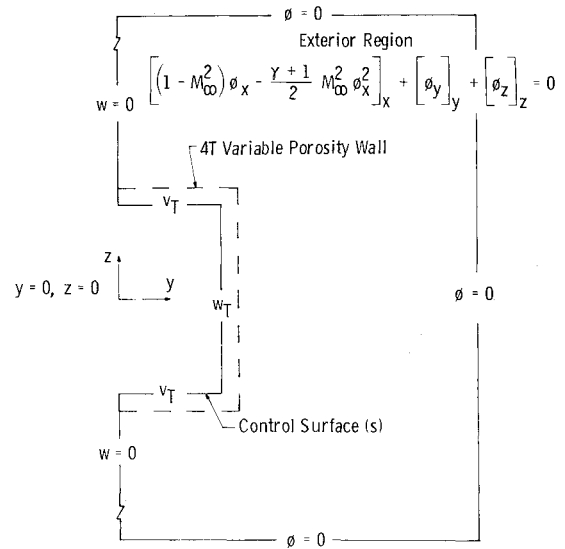 ø = 0
Exterior Region
[(1 - M∞²) øx - γ + 1/2 M∞² øx²]x + [øy]y + [øz]z = 0
w = 0
4T Variable Porosity Wall
vT
z
y = 0, z = 0
y
wT
ø = 0
vT
Control Surface (s)
w = 0
ø = 0